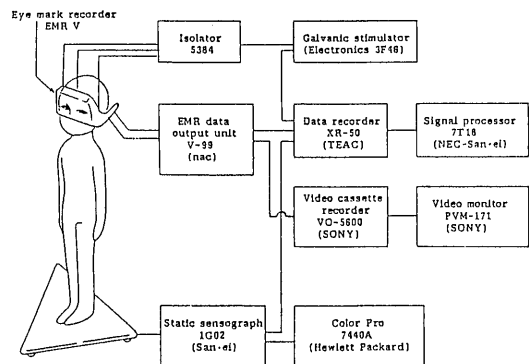 Eye mark recorder
EMR V
Isolator
5384
Galvanic stimulator
(Electronics 3F46)
EMR data
output unit
V-99
(nac)
Data recorder
XR-50
(TEAC)
Signal processor
7T18
(NEC-San-ei)
Video cassette
recorder
VO-5600
(SONY)
Video monitor
PVM-171
(SONY)
Static sensograph
1G02
(San-ei)
Color Pro
7440A
(Hewlett Packard)